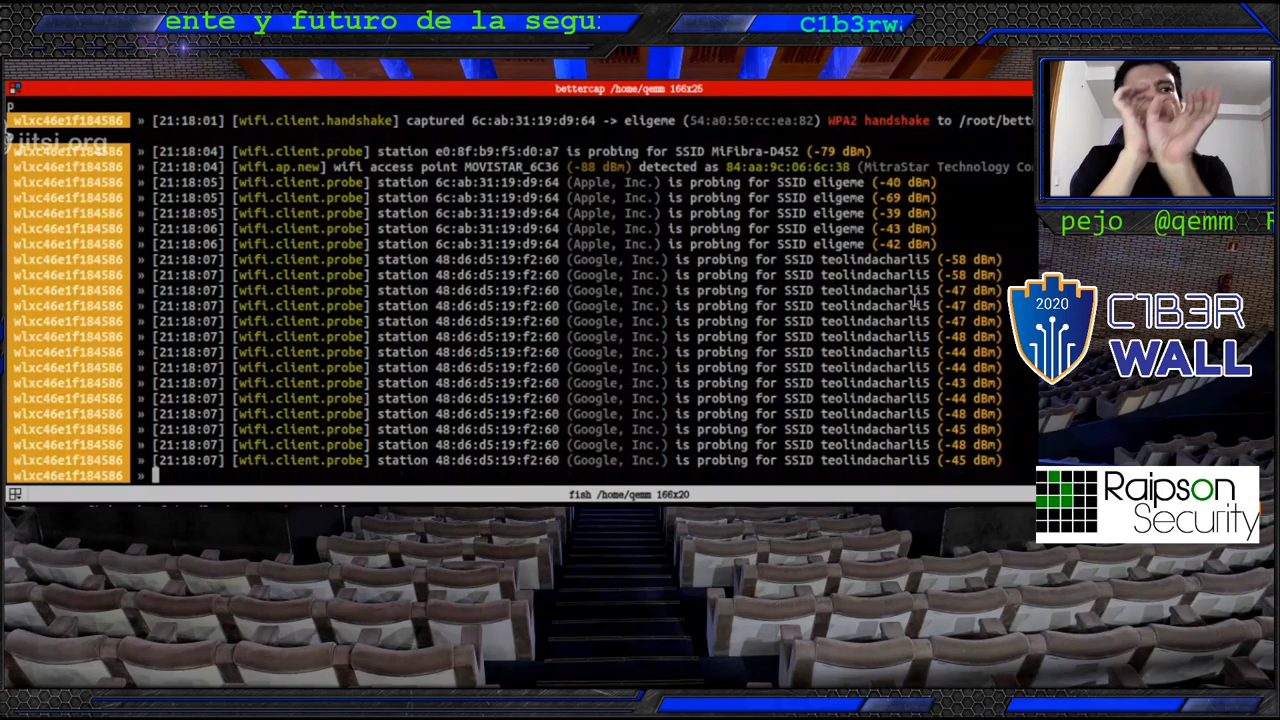 ente y futuro de la segu
C1b3rwa
bettercap /home/qemm 166x25
p
wlxc46e1f184586 » [21:18:01] [wifi.client.handshake] captured 6c:ab:31:19:d9:64 -> eligeme (54:a0:50:cc:ea:82) WPA2 handshake to /root/bett
jitsi.org
wlxc46e1f184586 » [21:18:04] [wifi.client.probe] station e0:8f:b9:f5:d0:a7 is probing for SSID MiFibra-D452 (-79 dBm)
wlxc46e1f184586 » [21:18:04] [wifi.ap.new] wifi access point MOVISTAR_6C36 (-88 dBm) detected as 84:aa:9c:06:6c:38 (MitraStar Technology Co
wlxc46e1f184586 » [21:18:05] [wifi.client.probe] station 6c:ab:31:19:d9:64 (Apple, Inc.) is probing for SSID eligeme (-40 dBm)
wlxc46e1f184586 » [21:18:05] [wifi.client.probe] station 6c:ab:31:19:d9:64 (Apple, Inc.) is probing for SSID eligeme (-69 dBm)
wlxc46e1f184586 » [21:18:05] [wifi.client.probe] station 6c:ab:31:19:d9:64 (Apple, Inc.) is probing for SSID eligeme (-39 dBm)
wlxc46e1f184586 » [21:18:06] [wifi.client.probe] station 6c:ab:31:19:d9:64 (Apple, Inc.) is probing for SSID eligeme (-43 dBm)
wlxc46e1f184586 » [21:18:06] [wifi.client.probe] station 6c:ab:31:19:d9:64 (Apple, Inc.) is probing for SSID eligeme (-42 dBm)
wlxc46e1f184586 » [21:18:07] [wifi.client.probe] station 48:d6:d5:19:f2:60 (Google, Inc.) is probing for SSID teolindacharli5 (-58 dBm)
wlxc46e1f184586 » [21:18:07] [wifi.client.probe] station 48:d6:d5:19:f2:60 (Google, Inc.) is probing for SSID teolindacharli5 (-58 dBm)
wlxc46e1f184586 » [21:18:07] [wifi.client.probe] station 48:d6:d5:19:f2:60 (Google, Inc.) is probing for SSID teolindacharli5 (-47 dBm)
wlxc46e1f184586 » [21:18:07] [wifi.client.probe] station 48:d6:d5:19:f2:60 (Google, Inc.) is probing for SSID teolindacharli5 (-47 dBm)
wlxc46e1f184586 » [21:18:07] [wifi.client.probe] station 48:d6:d5:19:f2:60 (Google, Inc.) is probing for SSID teolindacharli5 (-47 dBm)
wlxc46e1f184586 » [21:18:07] [wifi.client.probe] station 48:d6:d5:19:f2:60 (Google, Inc.) is probing for SSID teolindacharli5 (-48 dBm)
wlxc46e1f184586 » [21:18:07] [wifi.client.probe] station 48:d6:d5:19:f2:60 (Google, Inc.) is probing for SSID teolindacharli5 (-44 dBm)
wlxc46e1f184586 » [21:18:07] [wifi.client.probe] station 48:d6:d5:19:f2:60 (Google, Inc.) is probing for SSID teolindacharli5 (-44 dBm)
wlxc46e1f184586 » [21:18:07] [wifi.client.probe] station 48:d6:d5:19:f2:60 (Google, Inc.) is probing for SSID teolindacharli5 (-43 dBm)
wlxc46e1f184586 » [21:18:07] [wifi.client.probe] station 48:d6:d5:19:f2:60 (Google, Inc.) is probing for SSID teolindacharli5 (-44 dBm)
wlxc46e1f184586 » [21:18:07] [wifi.client.probe] station 48:d6:d5:19:f2:60 (Google, Inc.) is probing for SSID teolindacharli5 (-48 dBm)
wlxc46e1f184586 » [21:18:07] [wifi.client.probe] station 48:d6:d5:19:f2:60 (Google, Inc.) is probing for SSID teolindacharli5 (-45 dBm)
wlxc46e1f184586 » [21:18:07] [wifi.client.probe] station 48:d6:d5:19:f2:60 (Google, Inc.) is probing for SSID teolindacharli5 (-48 dBm)
wlxc46e1f184586 » [21:18:07] [wifi.client.probe] station 48:d6:d5:19:f2:60 (Google, Inc.) is probing for SSID teolindacharli5 (-45 dBm)
wlxc46e1f184586 »
fish /home/qemm 166x20
pejo @qemm
2020
C1B3R
WALL
Raipson
Security